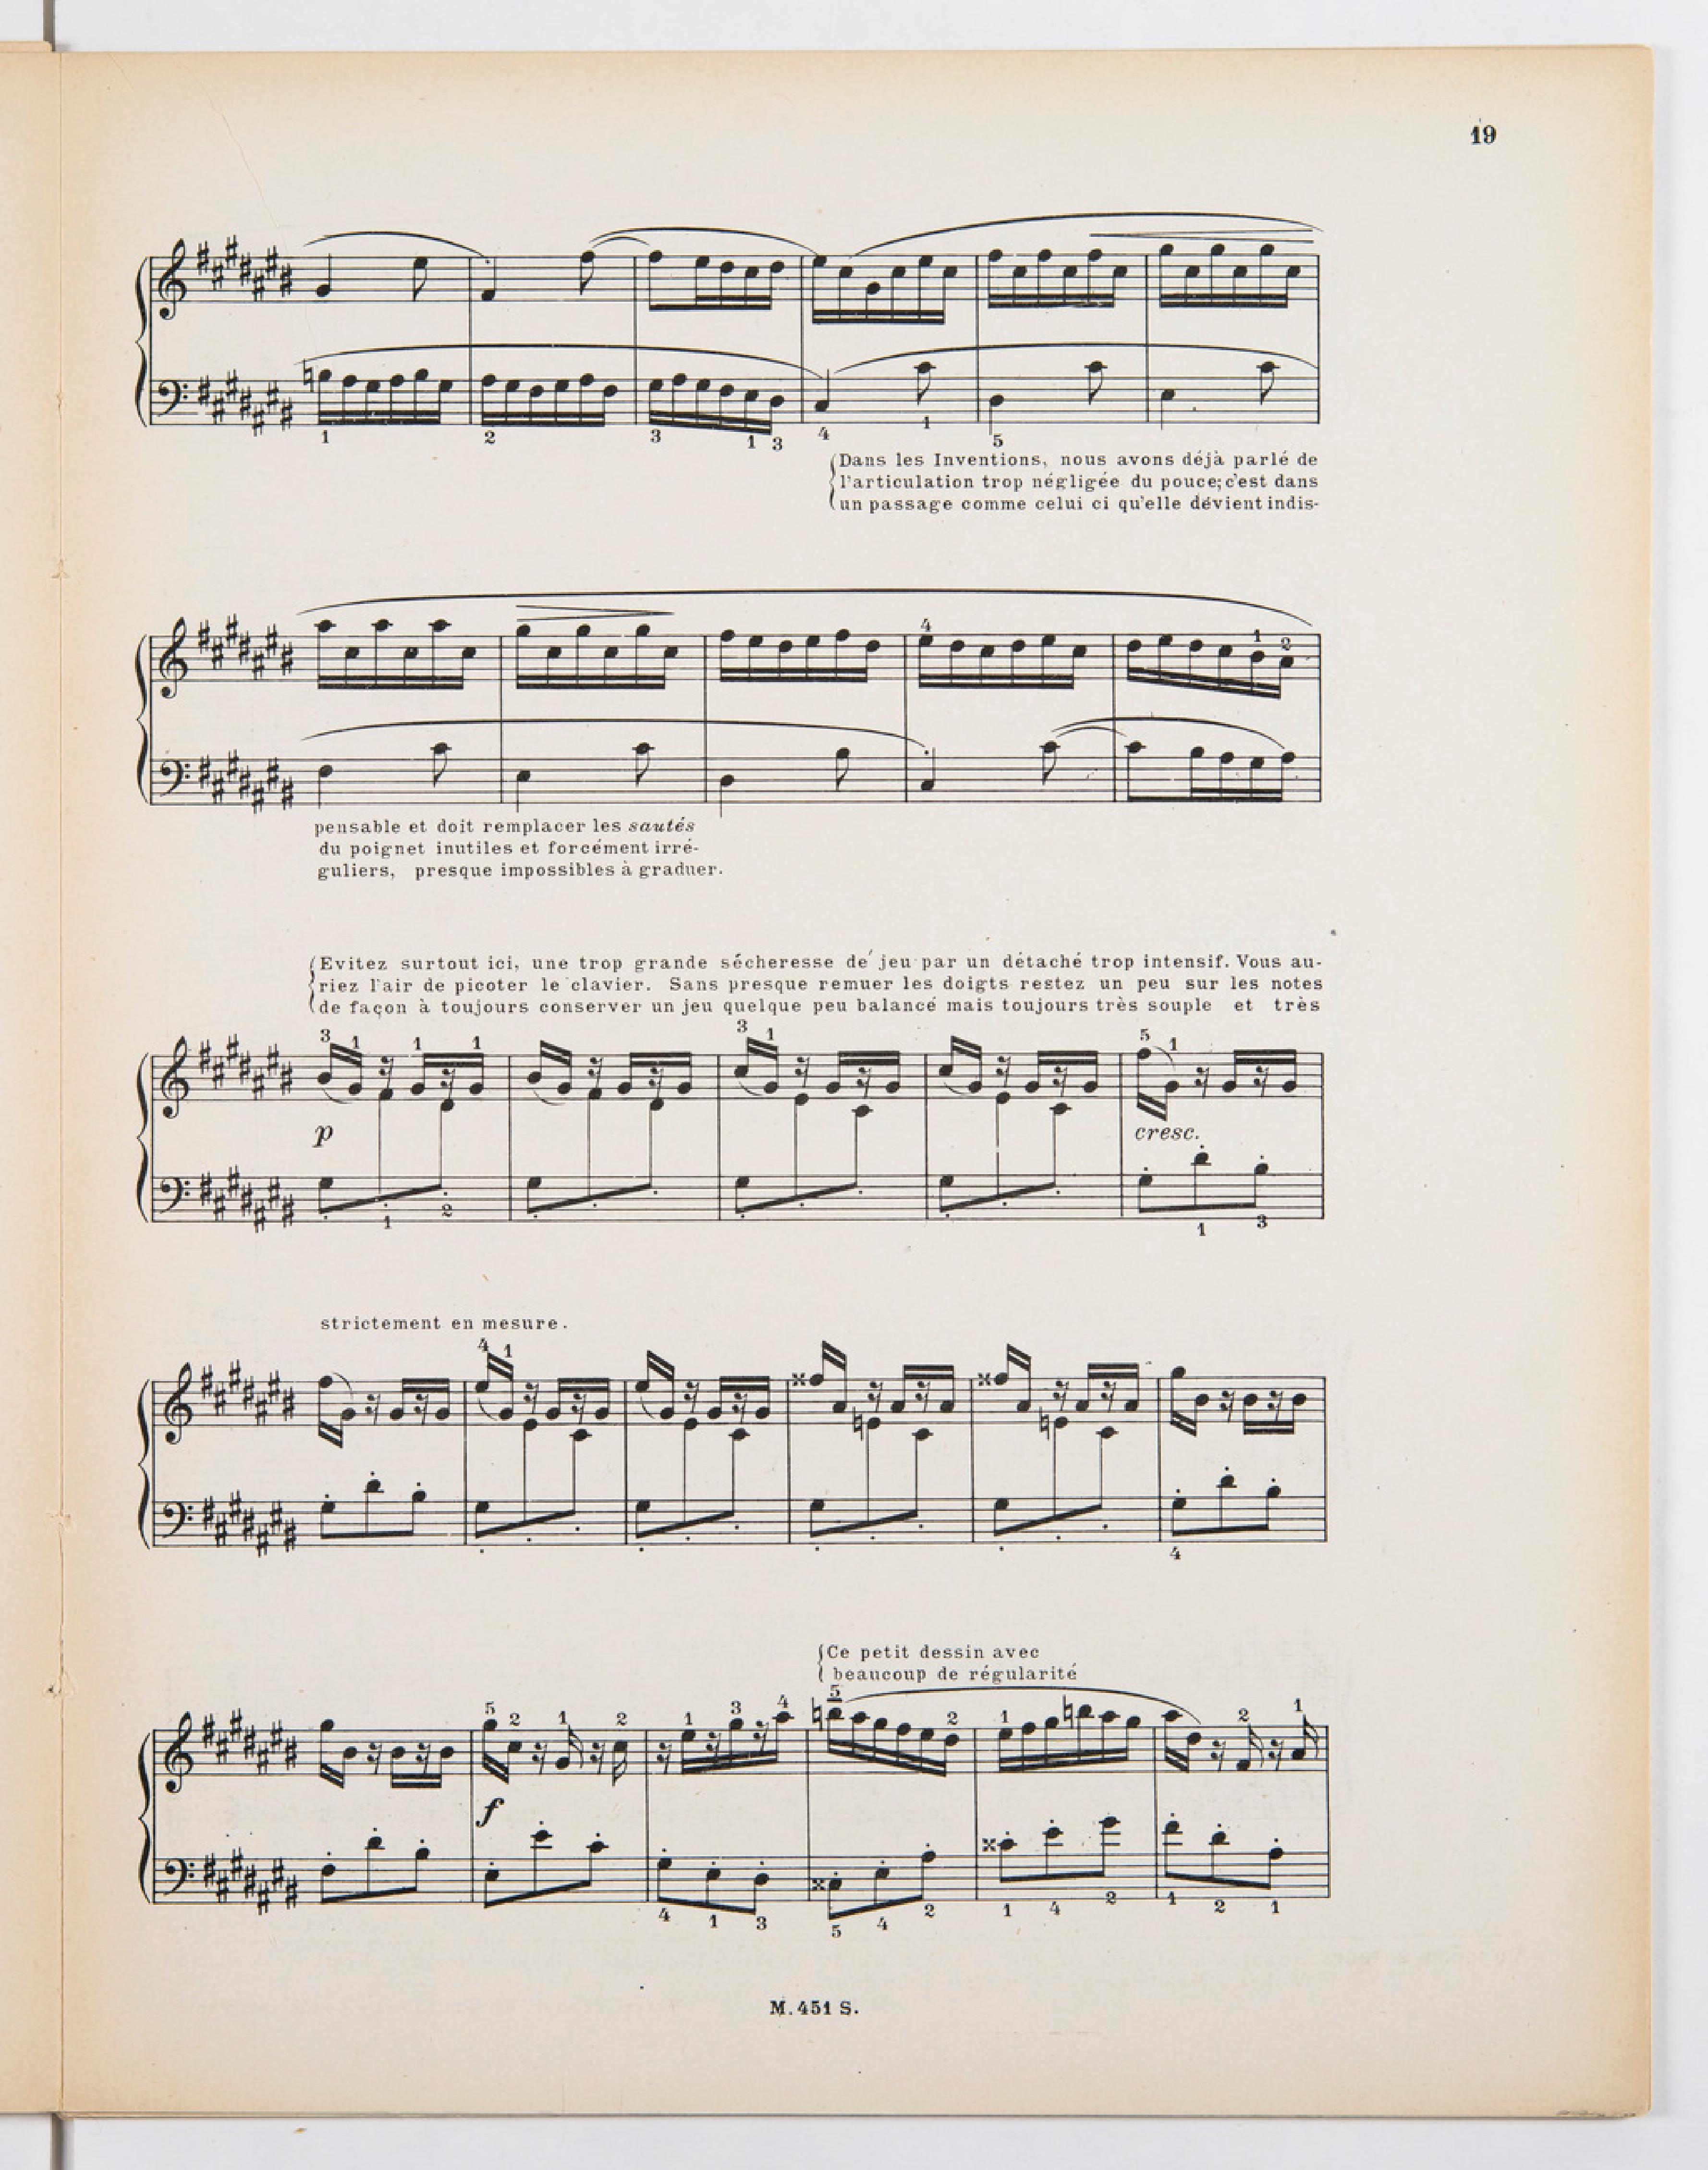 19
1 2 3 1 3 4 1 5
(Dans les Inventions, nous avons déjà parlé de
l'articulation trop négligée du pouce; c'est dans
un passage comme celui ci qu'elle dévient indis-
4 1 2
pensable et doit remplacer les sautés
du poignet inutiles et forcément irré-
guliers, presque impossibles à graduer.
(Evitez surtout ici, une trop grande sécheresse de jeu par un détaché trop intensif. Vous au-
riez l'air de picoter le clavier. Sans presque remuer les doigts restez un peu sur les notes
de façon à toujours conserver un jeu quelque peu balancé mais toujours très souple et très
3 1 1 1 3 1 5 1
p cresc.
1 2 1 3
strictement en mesure.
4 1
4
(Ce petit dessin avec
beaucoup de régularité
5 2 1 2 1 3 4 5 2 1 2 1
f
4 1 3 5 4 2 1 4 2 1 2 1
M. 451 S.